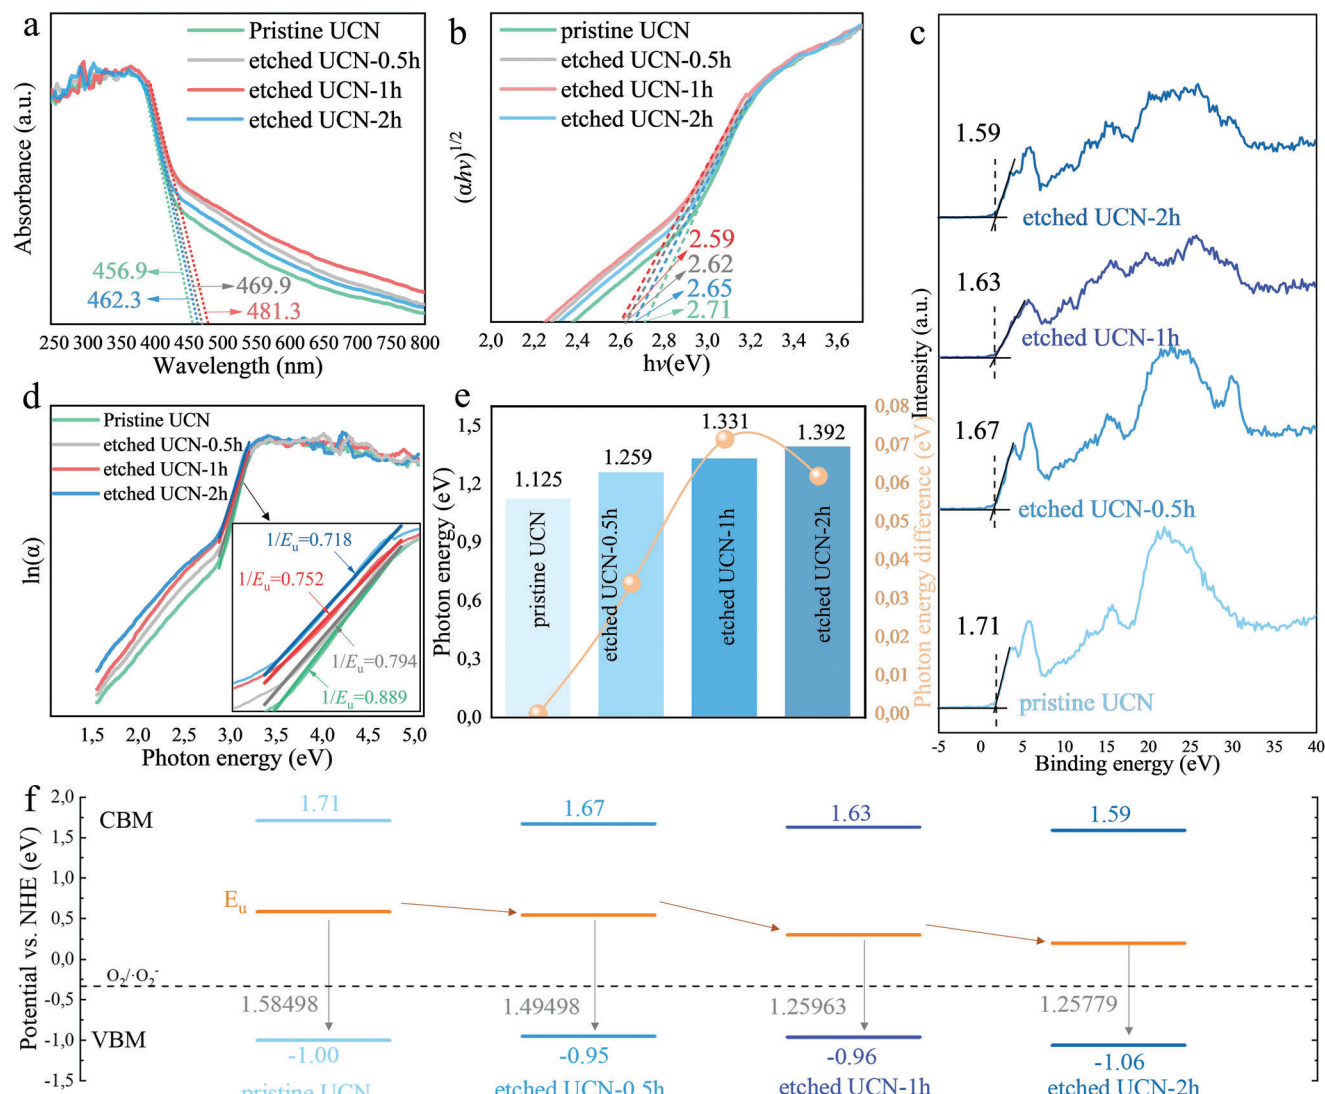 a
Pristine UCN
etched UCN-0.5h
etched UCN-1h
etched UCN-2h
Absorbance (a.u.)
456.9
462.3
469.9
481.3
250 300 350 400 450 500 550 600 650 700 750 800
Wavelength (nm)
b
pristine UCN
etched UCN-0.5h
etched UCN-1h
etched UCN-2h
(αhν)1/2
2.59
2.62
2.65
2.71
2,0 2,2 2,4 2,6 2,8 3,0 3,2 3,4 3,6
hν(eV)
c
1.59
etched UCN-2h
1.63
etched UCN-1h
1.67
etched UCN-0.5h
1.71
pristine UCN
Intensity (a.u.)
-5 0 5 10 15 20 25 30 35 40
Binding energy (eV)
d
Pristine UCN
etched UCN-0.5h
etched UCN-1h
etched UCN-2h
ln(α)
1/Eu=0.718
1/Eu=0.752
1/Eu=0.794
1/Eu=0.889
1,5 2,0 2,5 3,0 3,5 4,0 4,5 5,0
Photon energy (eV)
e
Photon energy (eV)
1,5
1,2
0,9
0,6
0,3
0,0
1.125
1.259
1.331
1.392
pristine UCN
etched UCN-0.5h
etched UCN-1h
etched UCN-2h
0,08
0,07
0,06
0,05
0,04
0,03
0,02
0,01
0,00
Photon energy difference (eV)
f
Potential vs. NHE (eV)
2,0
1,5
1,0
0,5
0,0
-0,5
-1,0
-1,5
CBM
1.71
1.67
1.63
1.59
Eu
O2/·O2-
1.58498
1.49498
1.25963
1.25779
VBM
-1.00
-0.95
-0.96
-1.06
pristine UCN
etched UCN-0.5h
etched UCN-1h
etched UCN-2h